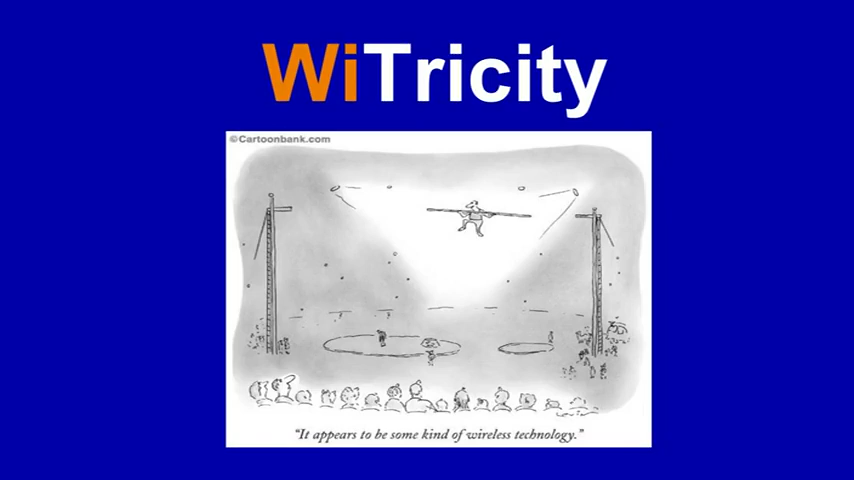 WiTricity
©Cartoonbank.com
“It appears to be some kind of wireless technology.”